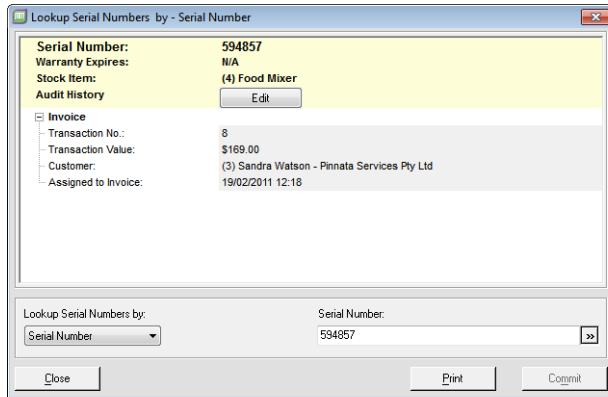 Lookup Serial Numbers by - Serial Number
Serial Number: 594857
Warranty Expires: N/A
Stock Item: (4) Food Mixer
Audit History Edit
Invoice
Transaction No.: 8
Transaction Value: $169.00
Customer: (3) Sandra Watson - Pinnata Services Pty Ltd
Assigned to Invoice: 19/02/2011 12:18
Lookup Serial Numbers by: Serial Number:
Serial Number 594857 »
Close Print Commit